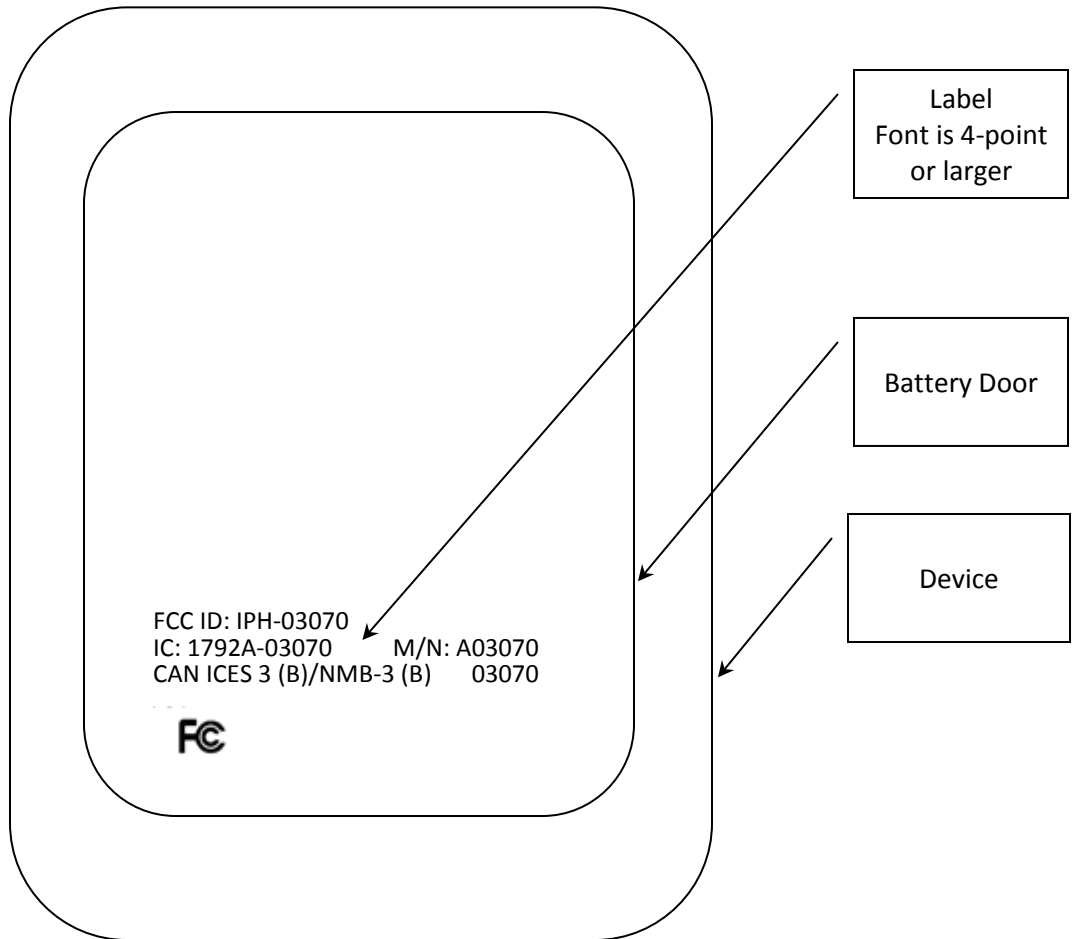 Label
Font is 4-point
or larger
Battery Door
Device
FCC ID: IPH-03070
IC: 1792A-03070 M/N: A03070
CAN ICES 3 (B)/NMB-3 (B) 03070
FC